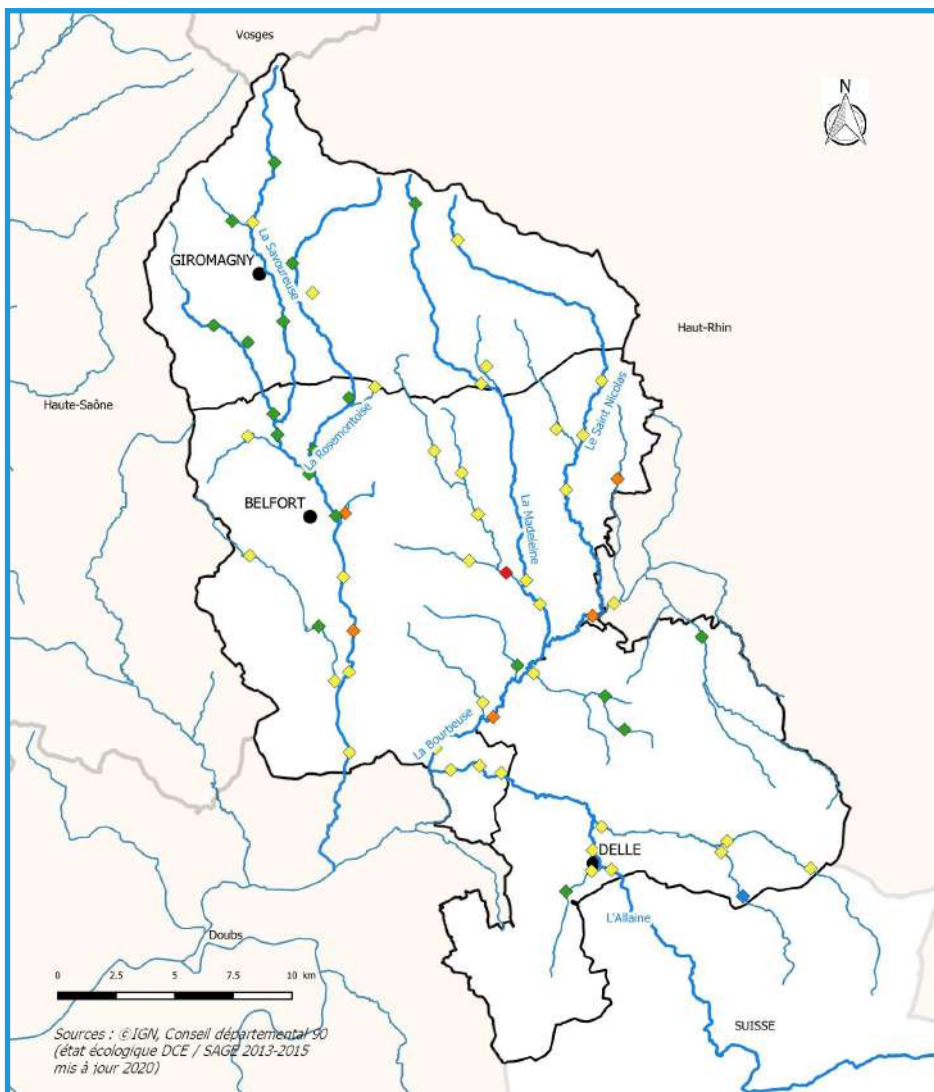 Vosges
N
GIROMAGNY
La Savoureuse
Haut-Rhin
Haute-Saône
Le Saint Nicolas
La Rosemontoise
BELFORT
La Madeleine
La Bourbeuse
DELLE
L'Allaine
Doubs
0 2.5 5 7.5 10 km
SUISSE
Sources : ©IGN, Conseil départemental 90
(état écologique DCE / SAGE 2013-2015
mis à jour 2020)